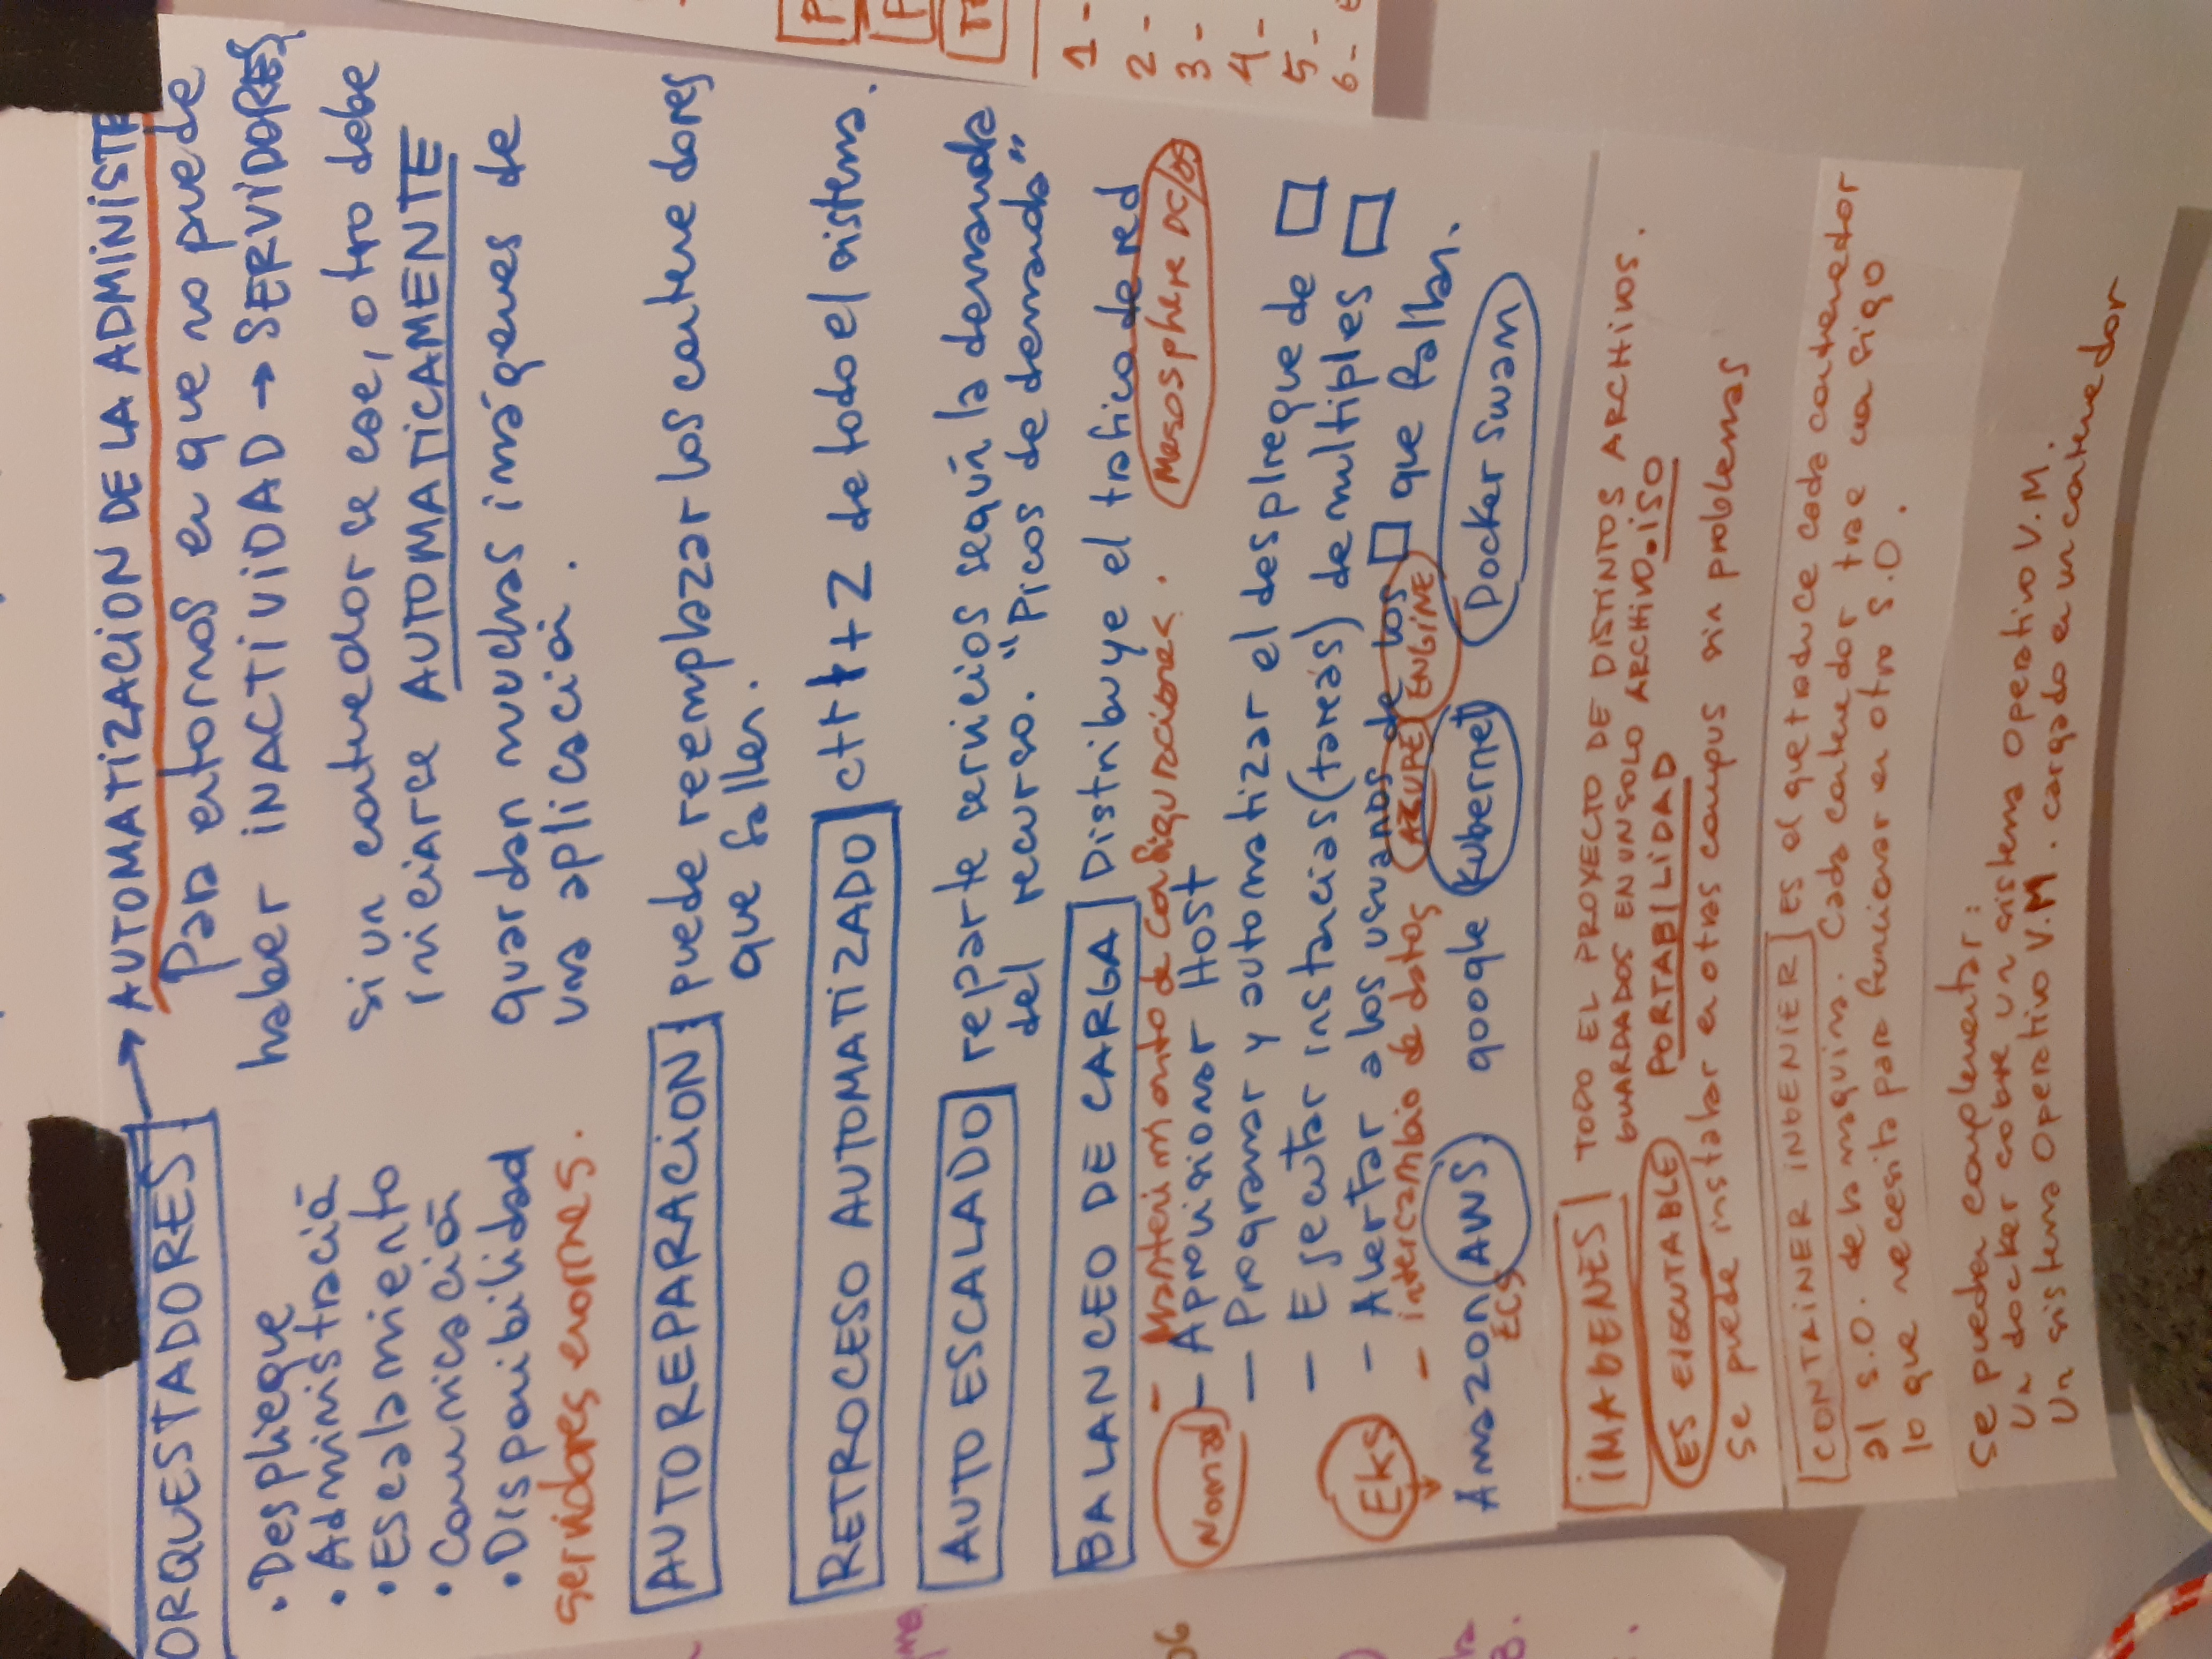 ORQUESTADORES
→ AUTOMATIZACION DE LA ADMINISTR
Para entornos en que no puede
haber INACTIVIDAD → SERVIDORES
• Despliegue
• Administración
• Escalamiento
• Comunicación
• Disponibilidad
servidores enormes.
si un contenedor se cae, otro debe
iniciarse AUTOMATICAMENTE
guardan muchas imágenes de
una aplicación.
AUTOREPARACION puede reemplazar los contenedores
que fallen.
RETROCESO AUTOMATIZADO ctrl + Z de todo el sistema.
AUTO ESCALADO reparte servicios según la demanda
del recurso. "Picos de demanda"
BALANCEO DE CARGA Distribuye el trafico de red
- Mantenimiento de configuraciones. Mesosphere DC/OS
Nomad - Aprovisionar Host
- Programar y automatizar el despliegue de
- Ejecutar instancias (tareas) de multiples
Eks - Alertar a los usuarios de los que fallan.
- intercambio de datos AZURE ENGINE
Amazon AWS google Kubernet Docker Swam
ECS
IMAGENES TODO EL PROYECTO DE DISTINTOS ARCHIVOS.
GUARDADOS EN UN SOLO ARCHIVO .iSO
ES EJECUTABLE PORTABILIDAD
se puede instalar en otras compus sin problemas
CONTAINER INGENIER ES el que traduce cada contenedor
al S.O. de la maquina. Cada contenedor trae consigo
lo que necesita para funcionar en otro S.O.
se pueden complementar:
Un docker sobre un sistema Operativo V.M.
Un sistema Operativo V.M. cargado en un contenedor
P
P
TE
1 -
2 -
3 -
4 -
5 -
6 -
06
B.